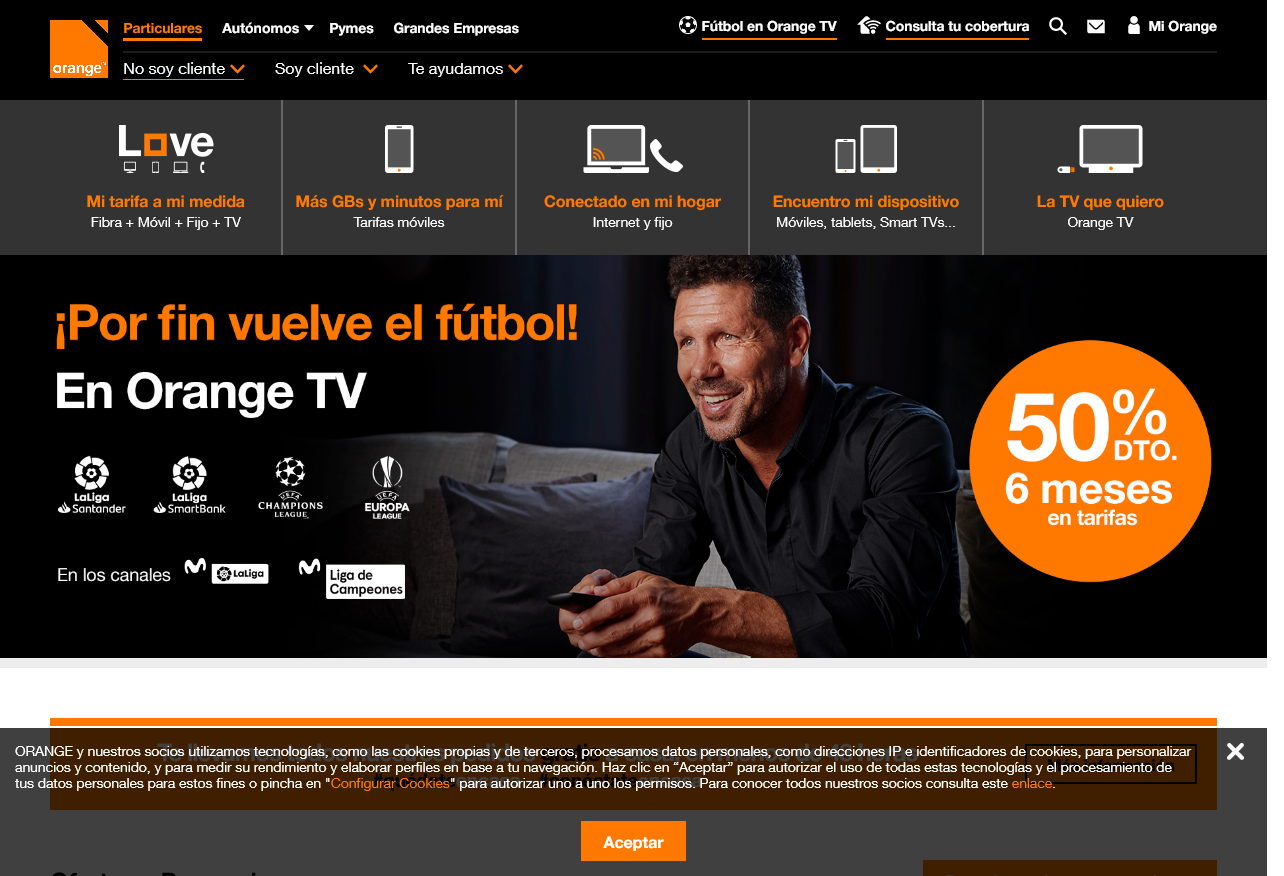 Particulares
Autónomos
Pymes
Grandes Empresas
Fútbol en Orange TV
Consulta tu cobertura
Mi Orange
orange™
No soy cliente
Soy cliente
Te ayudamos
Love
Mi tarifa a mi medida
Fibra + Móvil + Fijo + TV
Más GBs y minutos para mí
Tarifas móviles
Conectado en mi hogar
Internet y fijo
Encuentro mi dispositivo
Móviles, tablets, Smart TVs...
La TV que quiero
Orange TV
¡Por fin vuelve el fútbol!
En Orange TV
50% DTO.
6 meses
en tarifas
LaLiga
Santander
LaLiga
SmartBank
UEFA
CHAMPIONS
LEAGUE
UEFA
EUROPA
LEAGUE
En los canales
M
LaLiga
M
Liga de
Campeones
ORANGE y nuestros socios utilizamos tecnologías, como las cookies propias y de terceros, procesamos datos personales, como direcciones IP e identificadores de cookies, para personalizar
anuncios y contenido, y para medir su rendimiento y elaborar perfiles en base a tu navegación. Haz clic en “Aceptar” para autorizar el uso de todas estas tecnologías y el procesamiento de
tus datos personales para estos fines o pincha en "Configurar Cookies" para autorizar uno a uno los permisos. Para conocer todos nuestros socios consulta este enlace.
Aceptar